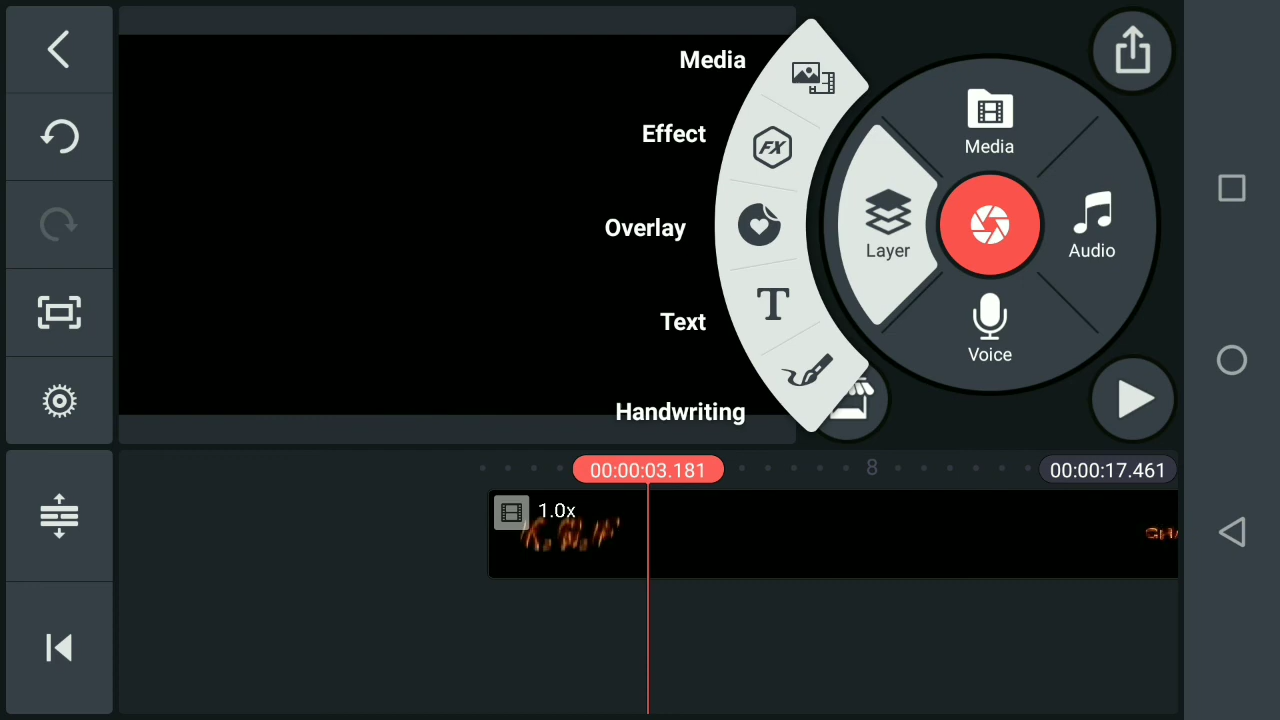 Media
Effect
Overlay
Text
Handwriting
FX
T
Media
Layer
Audio
Voice
00:00:03.181
8
00:00:17.461
1.0x